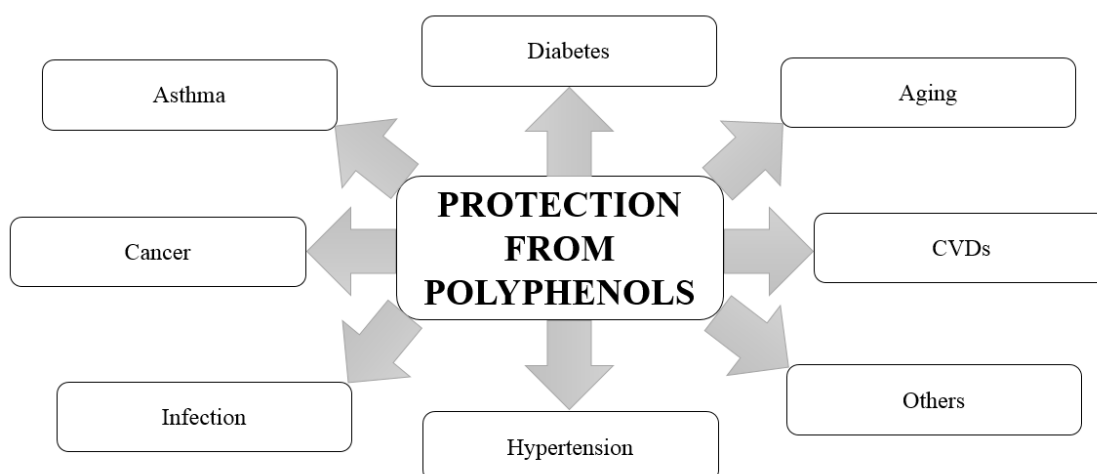 Diabetes
Asthma
Aging
PROTECTION
FROM
POLYPHENOLS
Cancer
CVDs
Infection
Others
Hypertension